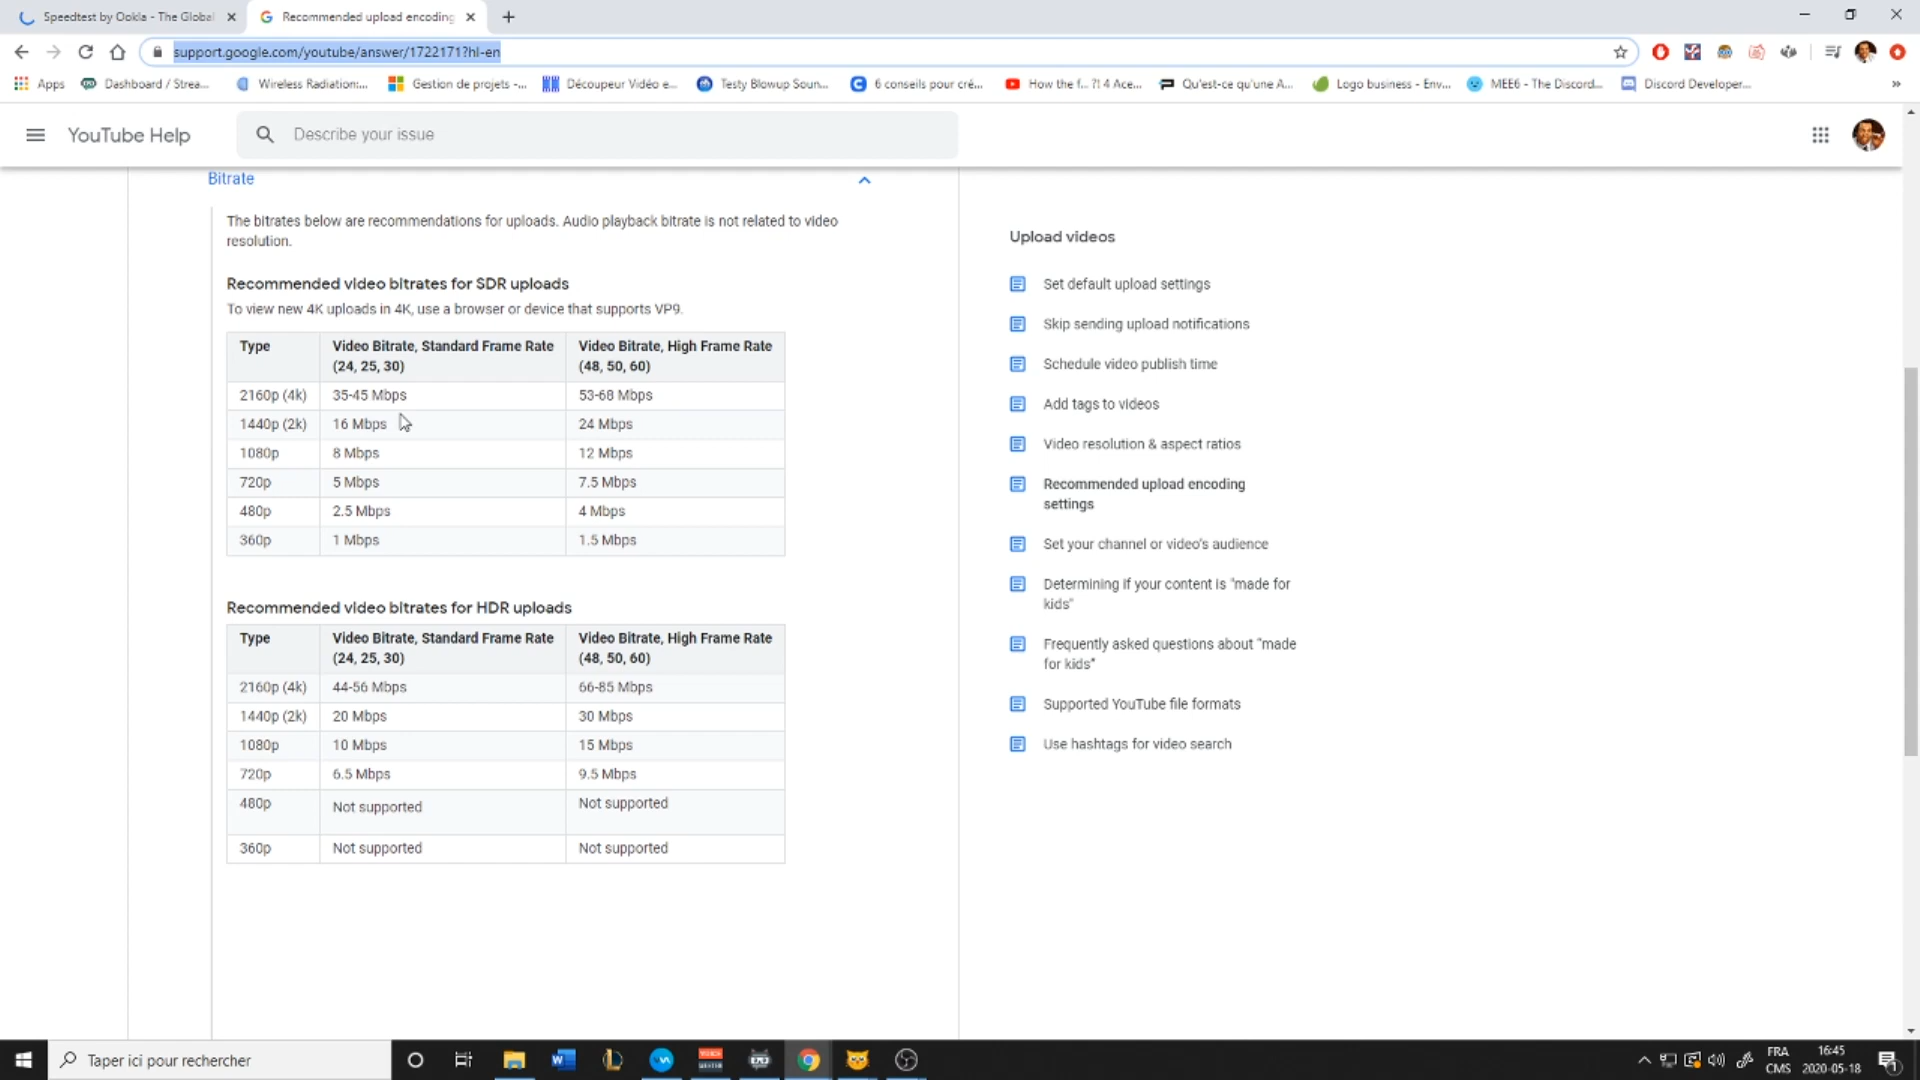 Speedtest by Ookla - The Global
Recommended upload encoding
support.google.com/youtube/answer/1722171?hl=en
Apps
Dashboard / Strea...
Wireless Radiation:...
Gestion de projets -...
Découpeur Vidéo e...
Testy Blowup Soun...
6 conseils pour cré...
How the f... ?! 4 Ace...
Qu'est-ce qu'une A...
Logo business - Env...
MEE6 - The Discord...
Discord Developer...
»
YouTube Help
Describe your issue
Bitrate
The bitrates below are recommendations for uploads. Audio playback bitrate is not related to video
resolution.
Recommended video bitrates for SDR uploads
To view new 4K uploads in 4K, use a browser or device that supports VP9.
Type Video Bitrate, Standard Frame Rate (24, 25, 30) Video Bitrate, High Frame Rate (48, 50, 60)
2160p (4k) 35-45 Mbps 53-68 Mbps
1440p (2k) 16 Mbps 24 Mbps
1080p 8 Mbps 12 Mbps
720p 5 Mbps 7.5 Mbps
480p 2.5 Mbps 4 Mbps
360p 1 Mbps 1.5 Mbps
Recommended video bitrates for HDR uploads
Type Video Bitrate, Standard Frame Rate (24, 25, 30) Video Bitrate, High Frame Rate (48, 50, 60)
2160p (4k) 44-56 Mbps 66-85 Mbps
1440p (2k) 20 Mbps 30 Mbps
1080p 10 Mbps 15 Mbps
720p 6.5 Mbps 9.5 Mbps
480p Not supported Not supported
360p Not supported Not supported
Upload videos
Set default upload settings
Skip sending upload notifications
Schedule video publish time
Add tags to videos
Video resolution & aspect ratios
Recommended upload encoding
settings
Set your channel or video's audience
Determining if your content is "made for
kids"
Frequently asked questions about "made
for kids"
Supported YouTube file formats
Use hashtags for video search
Taper ici pour rechercher
FRA
CMS
16:45
2020-05-18